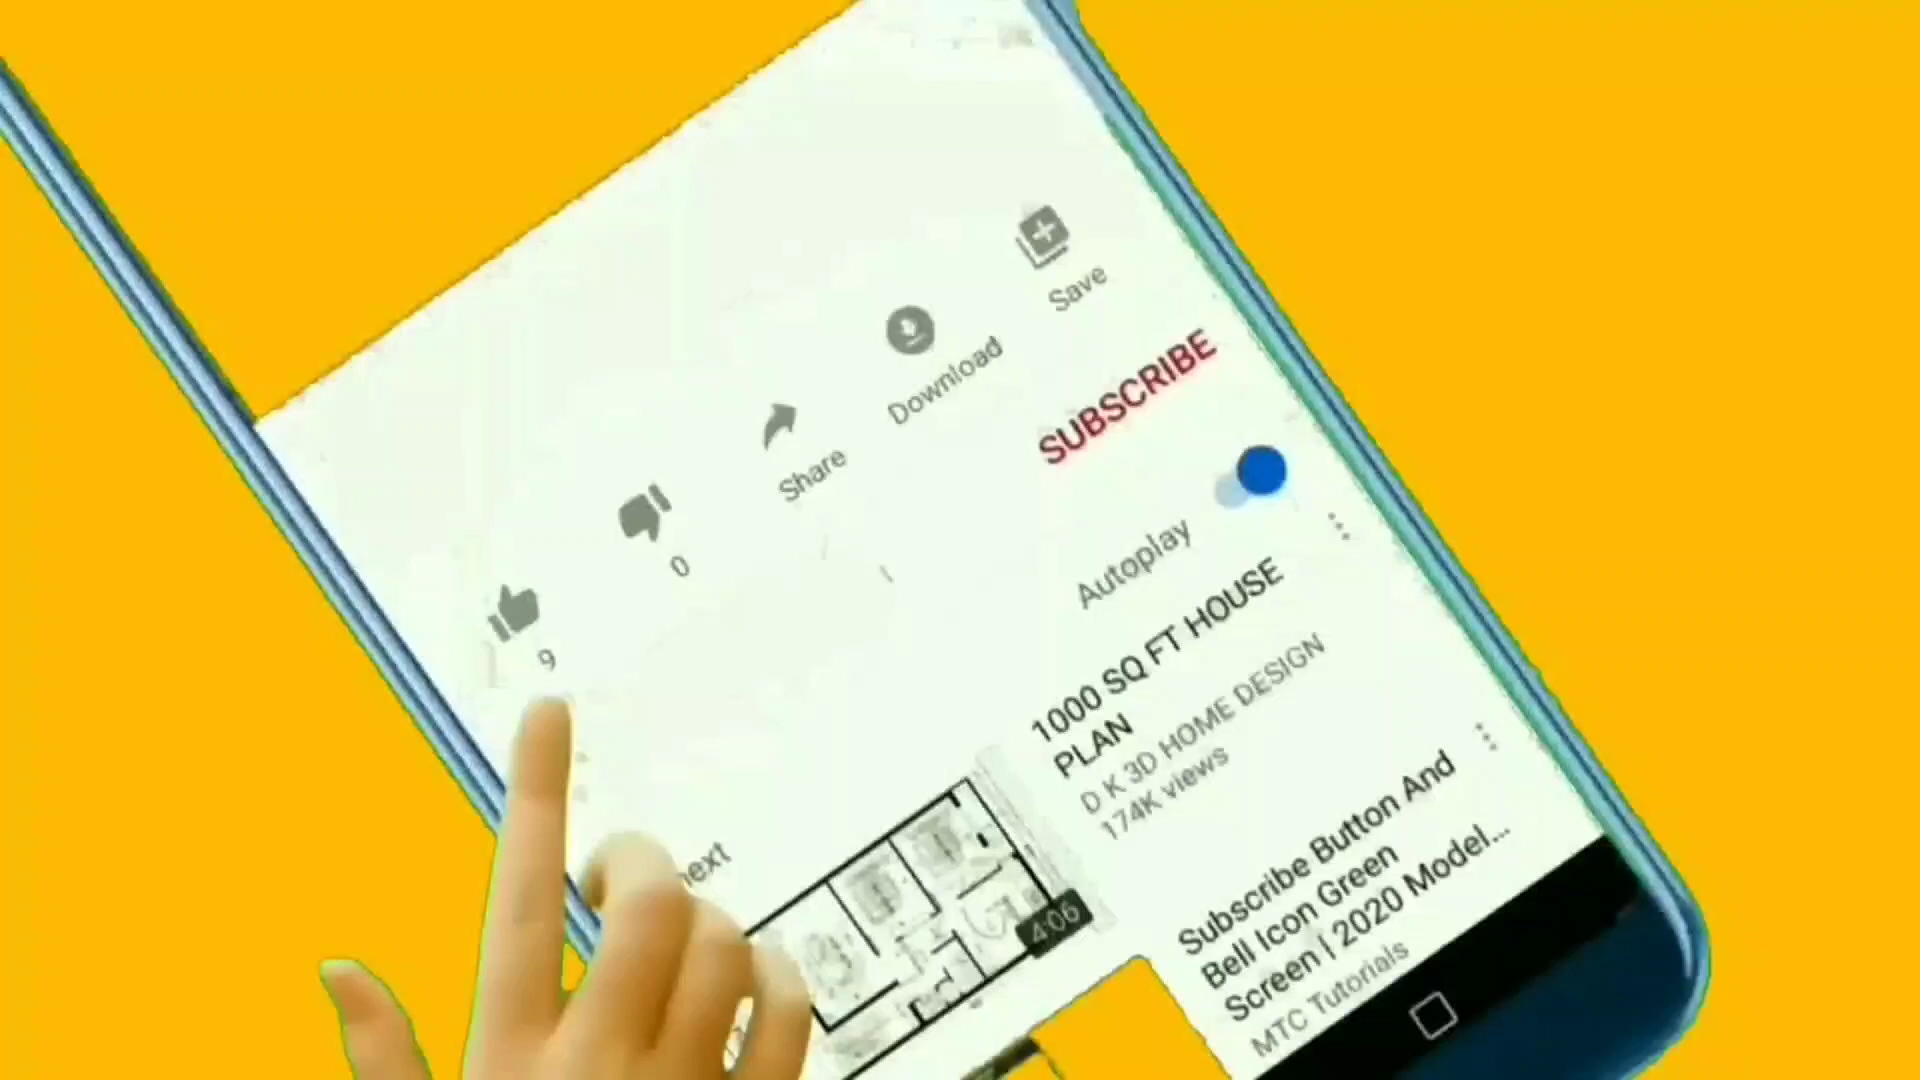 Save
Download
Share
0
9
SUBSCRIBE
Autoplay
next
1000 SQ FT HOUSE
PLAN
D K 3D HOME DESIGN
174K views
4:06
Subscribe Button And
Bell Icon Green
Screen | 2020 Model...
MTC Tutorials